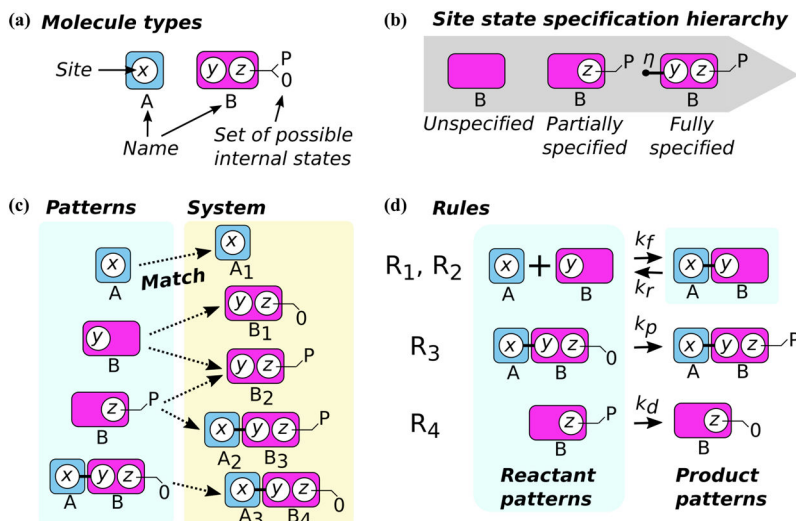 (a) Molecule types
Site
x
A
y z P
0
B
Name
Set of possible
internal states
(b) Site state specification hierarchy
B
Unspecified
z P
B
Partially
specified
η y z P
B
Fully
specified
(c) Patterns System
x
A
Match
x
A1
y
B
y z 0
B1
y z P
B2
z P
B
x y z P
A2 B3
x y z 0
A B
x y z 0
A3 B4
(d) Rules
R1, R2
x + y
A B
kf
kr
x y
A B
R3
x y z 0
A B
kp
x y z P
A B
R4
z P
B
kd
z 0
B
Reactant
patterns
Product
patterns